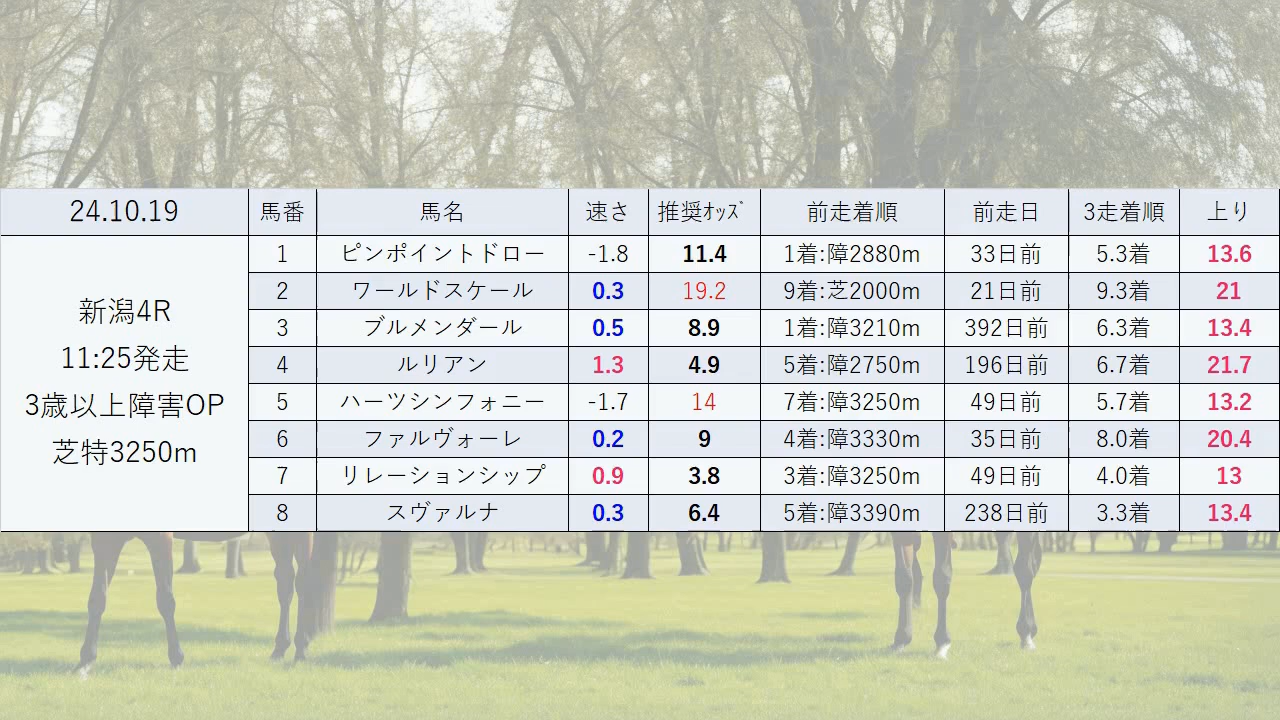 24.10.19 馬番 馬名 速さ 推奨ｵｯｽﾞ 前走着順 前走日 3走着順 上り
新潟4R
11:25発走
3歳以上障害OP
芝特3250m
1 ピンポイントドロー -1.8 11.4 1着:障2880m 33日前 5.3着 13.6
2 ワールドスケール 0.3 19.2 9着:芝2000m 21日前 9.3着 21
3 ブルメンダール 0.5 8.9 1着:障3210m 392日前 6.3着 13.4
4 ルリアン 1.3 4.9 5着:障2750m 196日前 6.7着 21.7
5 ハーツシンフォニー -1.7 14 7着:障3250m 49日前 5.7着 13.2
6 ファルヴォーレ 0.2 9 4着:障3330m 35日前 8.0着 20.4
7 リレーションシップ 0.9 3.8 3着:障3250m 49日前 4.0着 13
8 スヴァルナ 0.3 6.4 5着:障3390m 238日前 3.3着 13.4